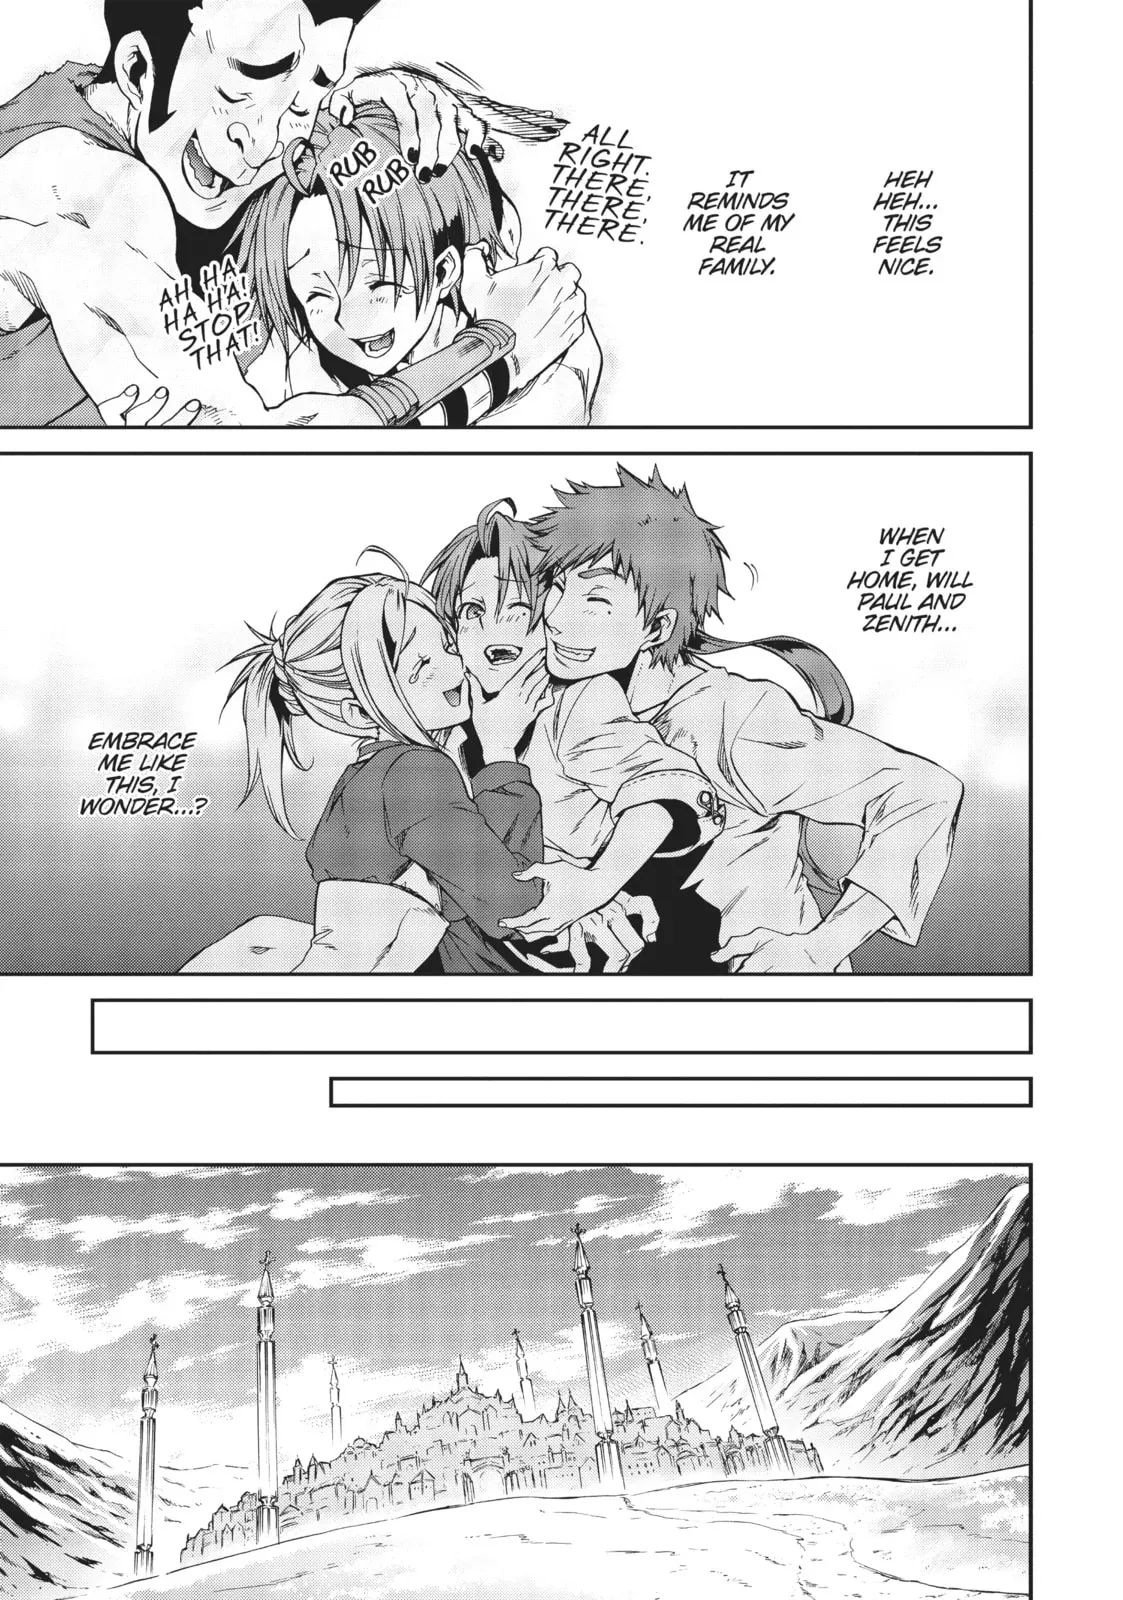 HEH
HEH...
THIS
FEELS
NICE.
IT
REMINDS
ME OF MY
REAL
FAMILY.
ALL
RIGHT.
THERE,
THERE,
THERE.
RUB
RUB
AH HA
HA HA!
STOP
THAT!
WHEN
I GET
HOME, WILL
PAUL AND
ZENITH...
EMBRACE
ME LIKE
THIS, I
WONDER...?